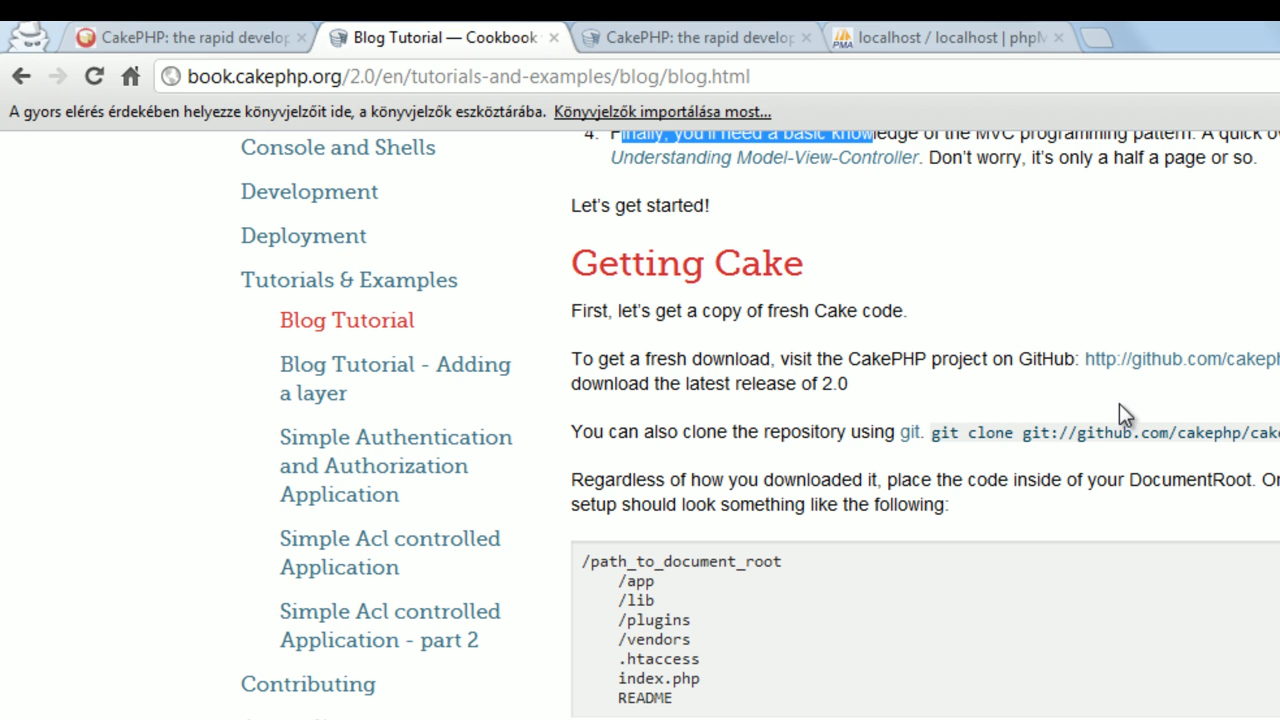 CakePHP: the rapid develop
Blog Tutorial — Cookbook
CakePHP: the rapid develop
PMA localhost / localhost | phpM
book.cakephp.org/2.0/en/tutorials-and-examples/blog/blog.html
A gyors elérés érdekében helyezze könyvjelzőit ide, a könyvjelzők eszköztárába. Könyvjelzők importálása most...
Console and Shells
Development
Deployment
Tutorials & Examples
Blog Tutorial
Blog Tutorial - Adding
a layer
Simple Authentication
and Authorization
Application
Simple Acl controlled
Application
Simple Acl controlled
Application - part 2
Contributing
4. Finally, you'll need a basic knowledge of the MVC programming pattern. A quick
Understanding Model-View-Controller. Don't worry, it's only a half a page or so.
Let's get started!
Getting Cake
First, let's get a copy of fresh Cake code.
To get a fresh download, visit the CakePHP project on GitHub: http://github.com/cakeph
download the latest release of 2.0
You can also clone the repository using git. git clone git://github.com/cakephp/cake
Regardless of how you downloaded it, place the code inside of your DocumentRoot. On
setup should look something like the following:
/path_to_document_root
/app
/lib
/plugins
/vendors
.htaccess
index.php
README